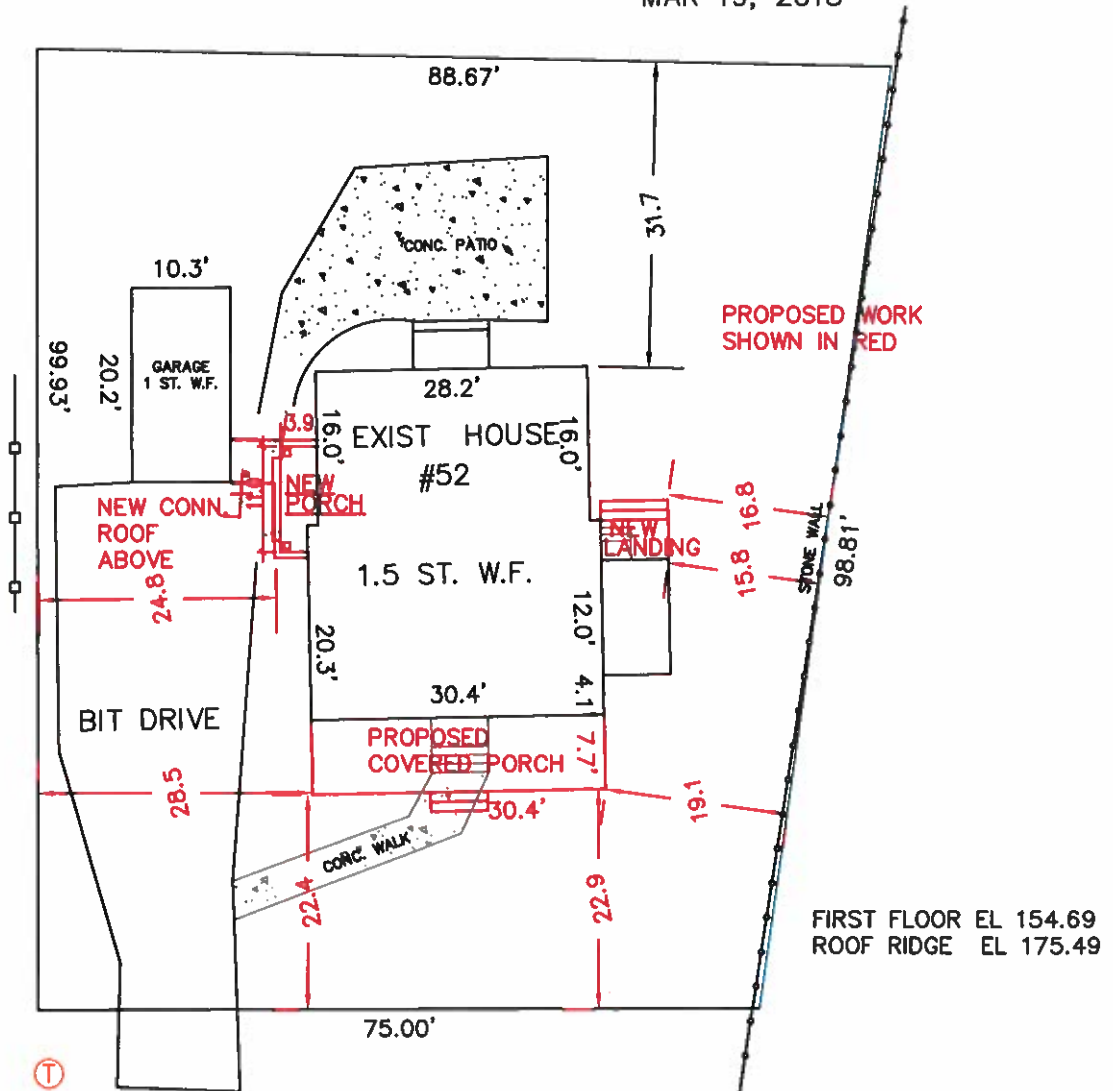 88.67'
31.7
CONC. PATIO
10.3'
PROPOSED WORK
SHOWN IN RED
GARAGE
1 ST. W.F.
99.93'
20.2'
28.2'
3.9
16.0'
EXIST HOUSE
#52
16.0'
NEW
PORCH
NEW CONN.
ROOF
ABOVE
NEW
LANDING
16.8
15.8
STONE WALL
98.81'
24.8
1.5 ST. W.F.
12.0'
20.3'
30.4'
4.1
BIT DRIVE
PROPOSED
COVERED PORCH
7.7'
28.5
30.4'
19.1
CONC. WALK
22.4
22.9
FIRST FLOOR EL 154.69
ROOF RIDGE EL 175.49
75.00'
T